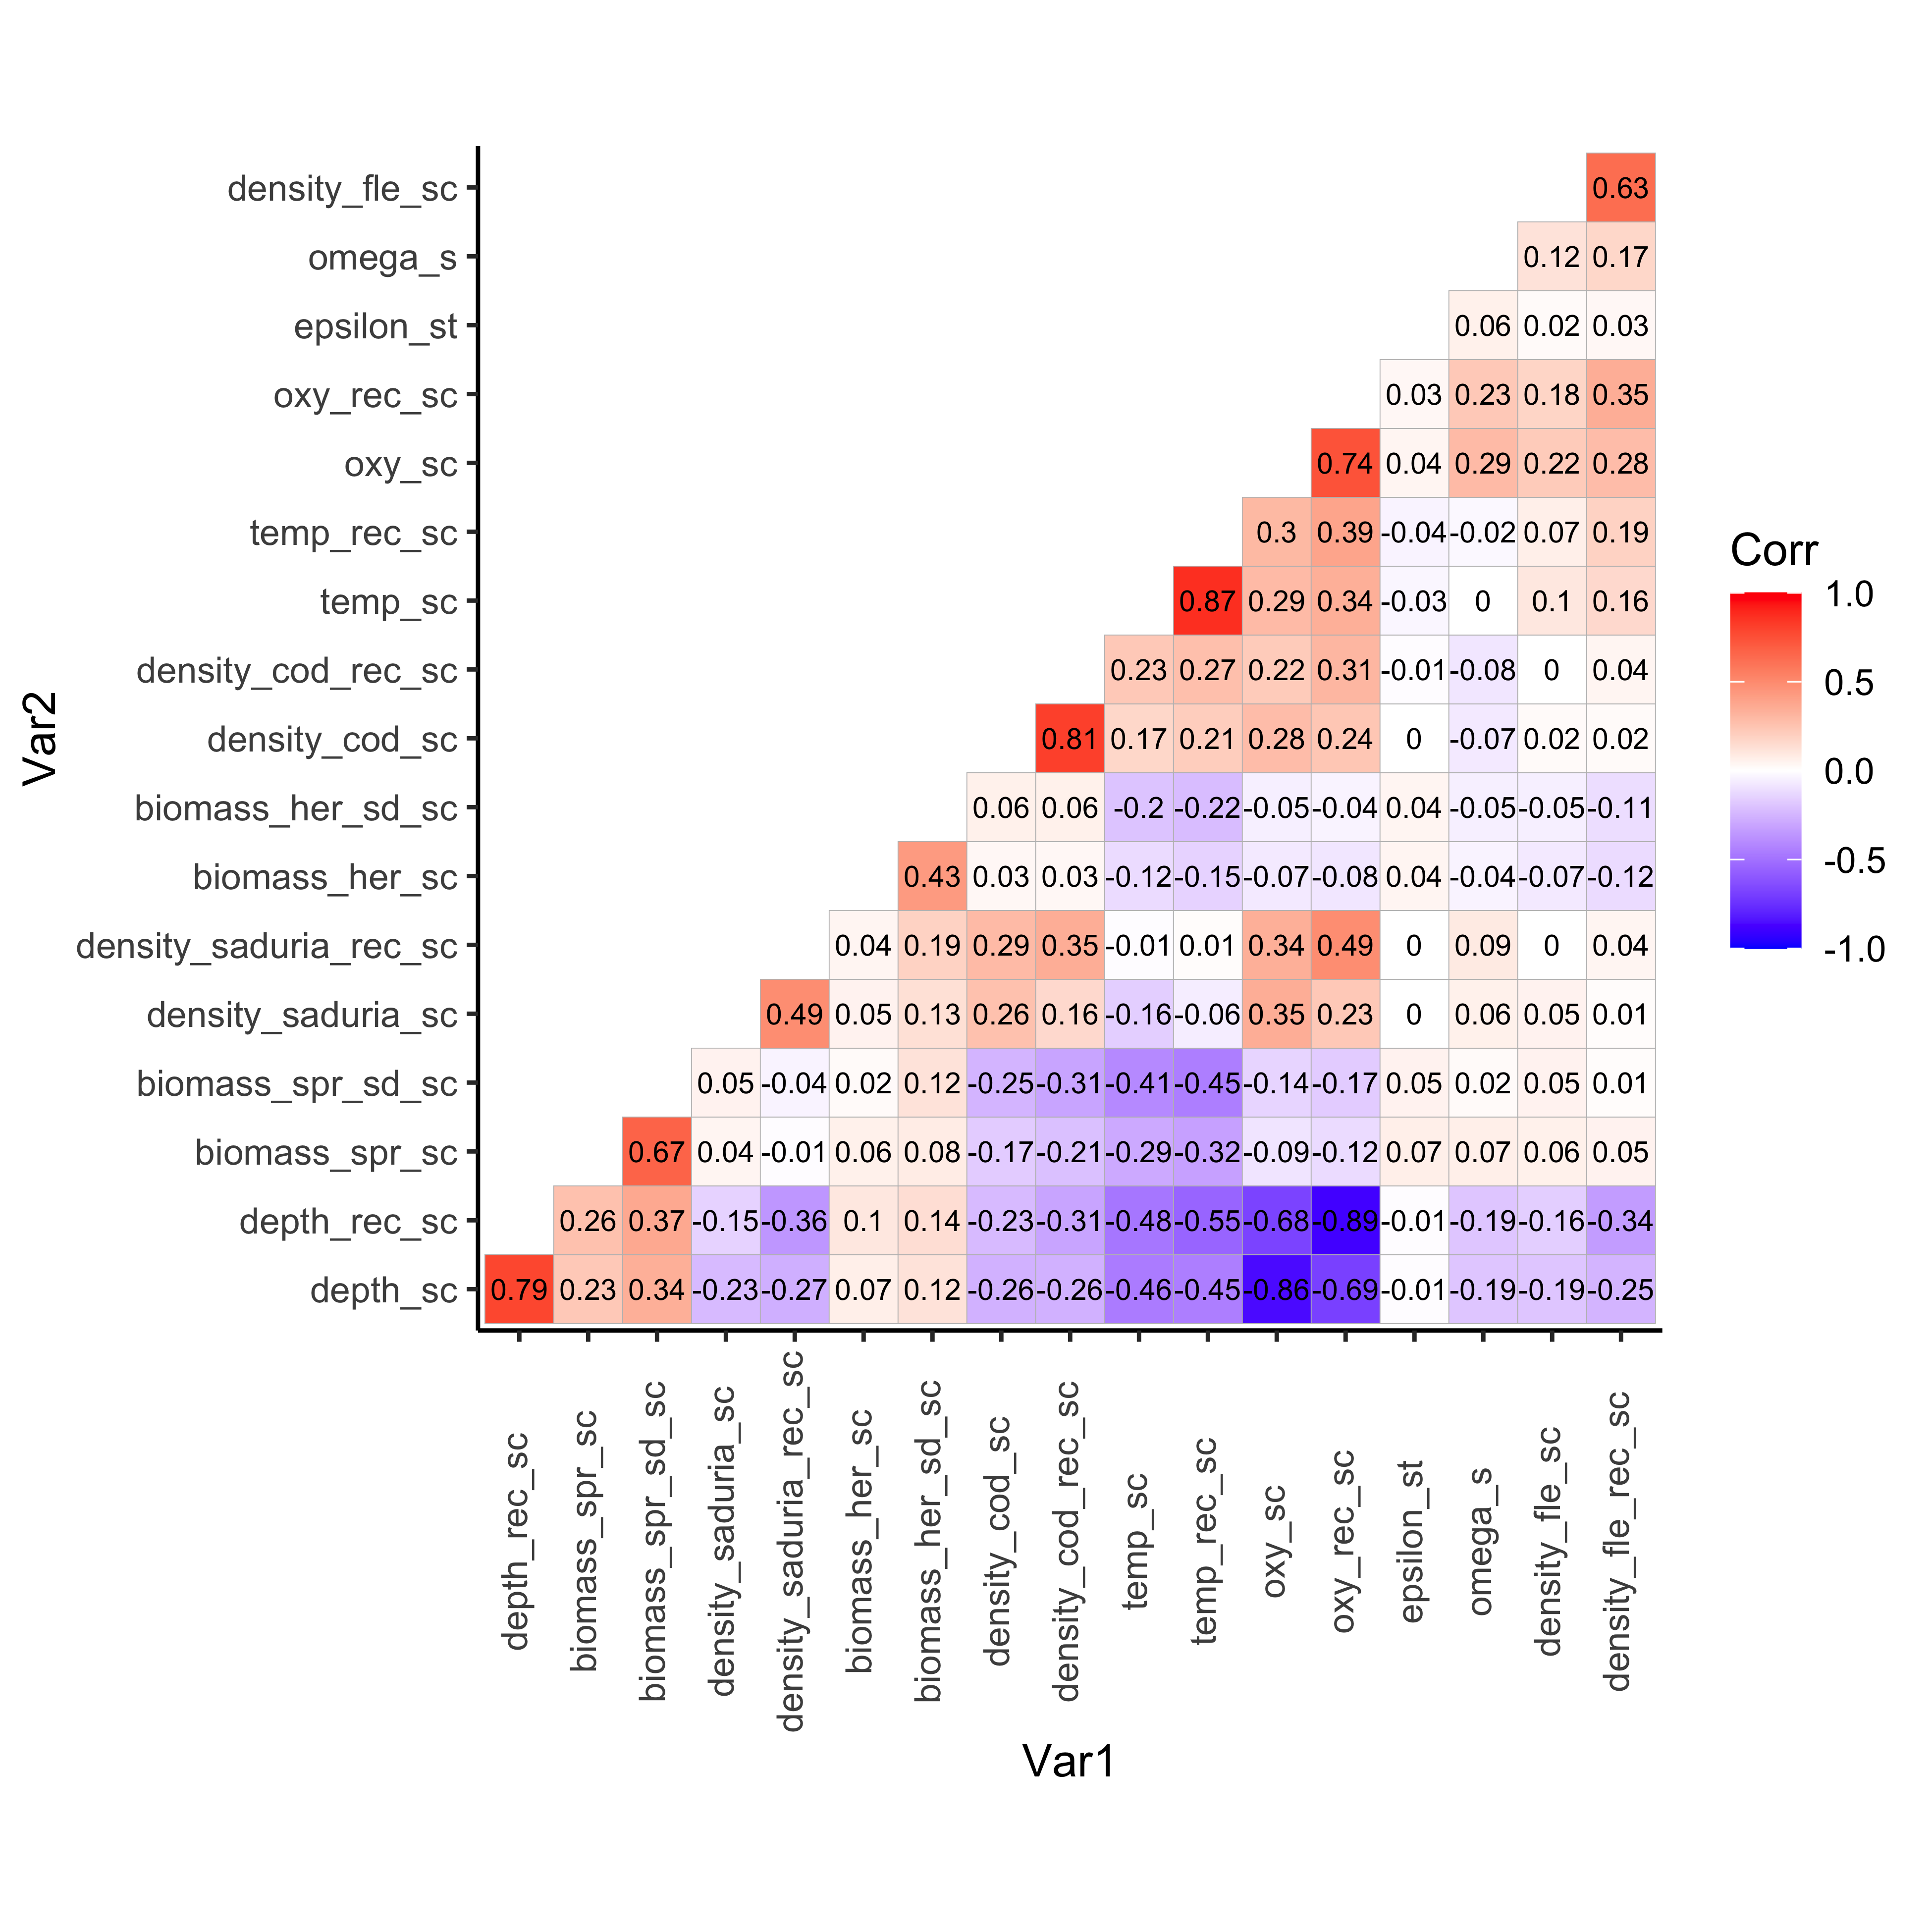 density_fle_sc 0.63
omega_s 0.12 0.17
epsilon_st 0.06 0.02 0.03
oxy_rec_sc 0.03 0.23 0.18 0.35
oxy_sc 0.74 0.04 0.29 0.22 0.28
temp_rec_sc 0.3 0.39 -0.04 -0.02 0.07 0.19
temp_sc 0.87 0.29 0.34 -0.03 0 0.1 0.16
density_cod_rec_sc 0.23 0.27 0.22 0.31 -0.01 -0.08 0 0.04
density_cod_sc 0.81 0.17 0.21 0.28 0.24 0 -0.07 0.02 0.02
biomass_her_sd_sc 0.06 0.06 -0.2 -0.22 -0.05 -0.04 0.04 -0.05 -0.05 -0.11
biomass_her_sc 0.43 0.03 0.03 -0.12 -0.15 -0.07 -0.08 0.04 -0.04 -0.07 -0.12
density_saduria_rec_sc 0.04 0.19 0.29 0.35 -0.01 0.01 0.34 0.49 0 0.09 0 0.04
density_saduria_sc 0.49 0.05 0.13 0.26 0.16 -0.16 -0.06 0.35 0.23 0 0.06 0.05 0.01
biomass_spr_sd_sc 0.05 -0.04 0.02 0.12 -0.25 -0.31 -0.41 -0.45 -0.14 -0.17 0.05 0.02 0.05 0.01
biomass_spr_sc 0.67 0.04 -0.01 0.06 0.08 -0.17 -0.21 -0.29 -0.32 -0.09 -0.12 0.07 0.07 0.06 0.05
depth_rec_sc 0.26 0.37 -0.15 -0.36 0.1 0.14 -0.23 -0.31 -0.48 -0.55 -0.68 -0.89 -0.01 -0.19 -0.16 -0.34
depth_sc 0.79 0.23 0.34 -0.23 -0.27 0.07 0.12 -0.26 -0.26 -0.46 -0.45 -0.86 -0.69 -0.01 -0.19 -0.19 -0.25
Var2
depth_rec_sc
biomass_spr_sc
biomass_spr_sd_sc
density_saduria_sc
density_saduria_rec_sc
biomass_her_sc
biomass_her_sd_sc
density_cod_sc
density_cod_rec_sc
temp_sc
temp_rec_sc
oxy_sc
oxy_rec_sc
epsilon_st
omega_s
density_fle_sc
density_fle_rec_sc
Var1
Corr
1.0
0.5
0.0
-0.5
-1.0